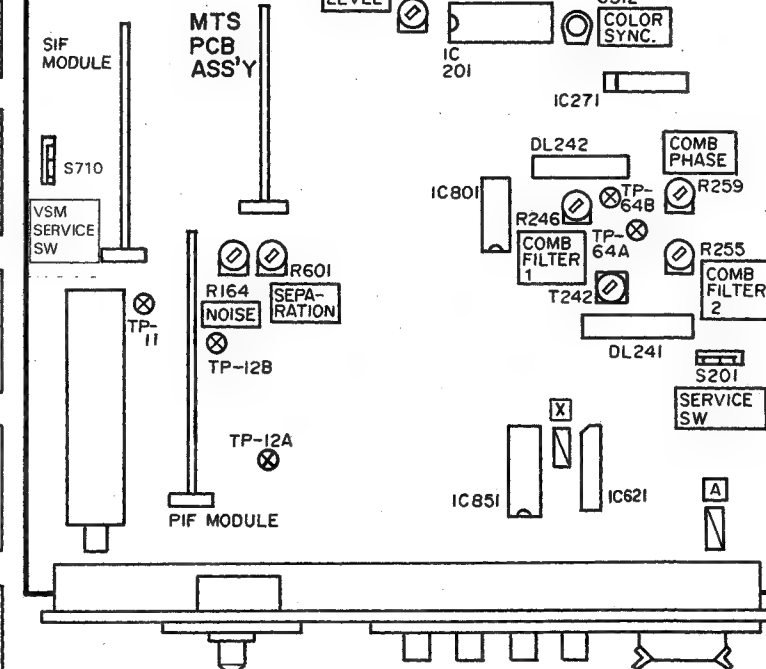 LEVEL
MTS
PCB
ASS'Y
SIF
MODULE
IC
201
COLOR
SYNC.
IC271
S710
DL242
COMB
PHASE
IC801
TP-
64B
R259
R246
VSM
SERVICE
SW
TP-
64A
COMB
FILTER
1
R255
R601
R164
NOISE
SEPA-
RATION
T242
COMB
FILTER
2
TP-
11
DL241
TP-12B
S201
SERVICE
SW
X
TP-12A
IC851
IC621
A
PIF MODULE